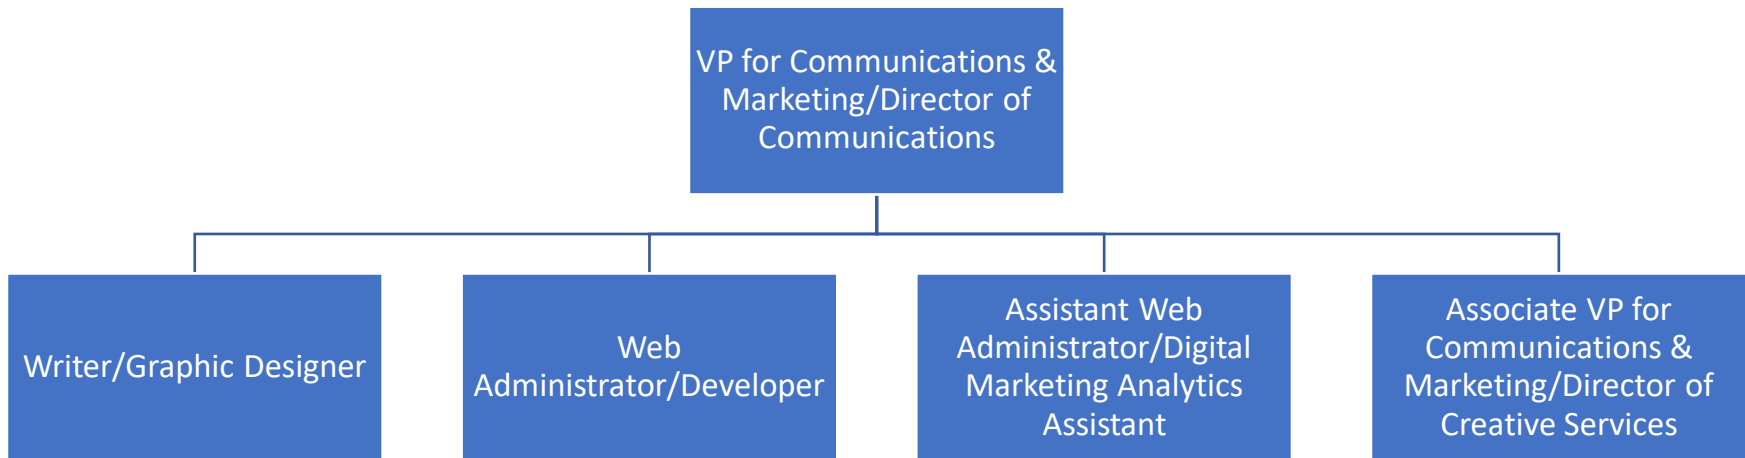 VP for Communications &
Marketing/Director of
Communications
Writer/Graphic Designer
Web
Administrator/Developer
Assistant Web
Administrator/Digital
Marketing Analytics
Assistant
Associate VP for
Communications &
Marketing/Director of
Creative Services